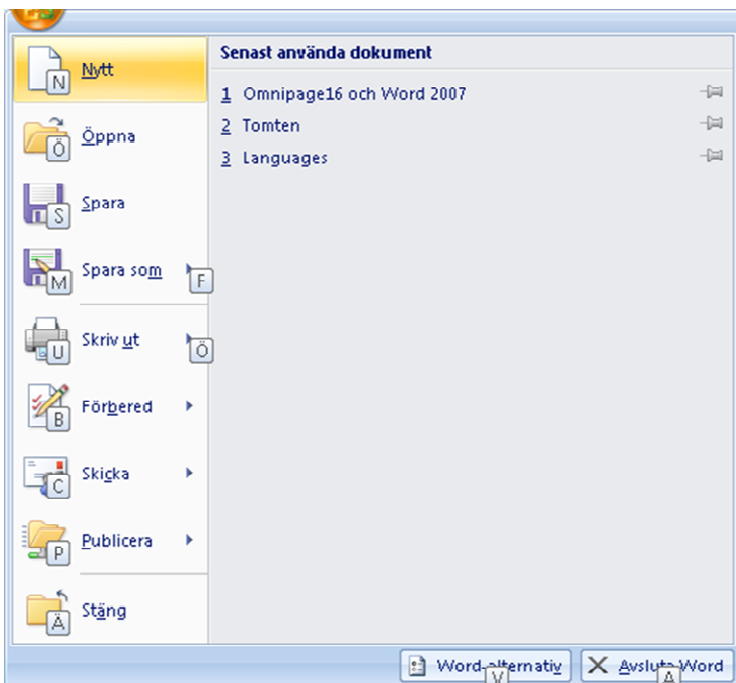 Nytt
N
Öppna
Ö
Spara
S
Spara som
M
F
Skriv ut
U
Ö
Förbered
B
Skicka
C
Publicera
P
Stäng
Ä
Senast använda dokument
1 Omnipage16 och Word 2007
2 Tomten
3 Languages
Word-alternativ
V
Avsluta Word
A